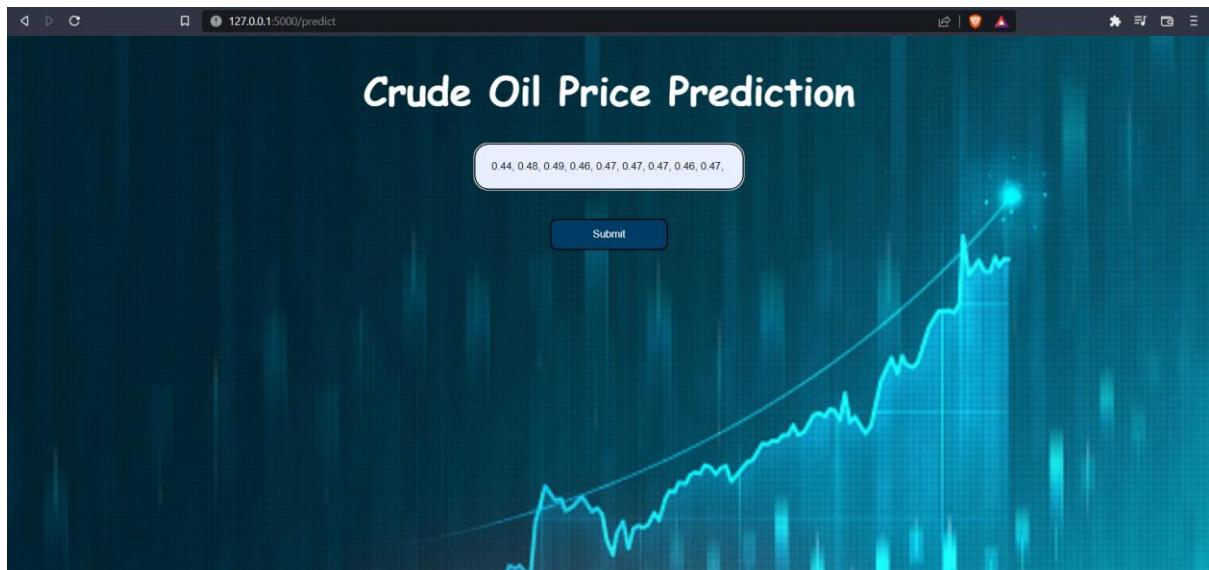 127.0.0.1:5000/predict
Crude Oil Price Prediction
0.44, 0.48, 0.49, 0.46, 0.47, 0.47, 0.47, 0.46, 0.47,
Submit